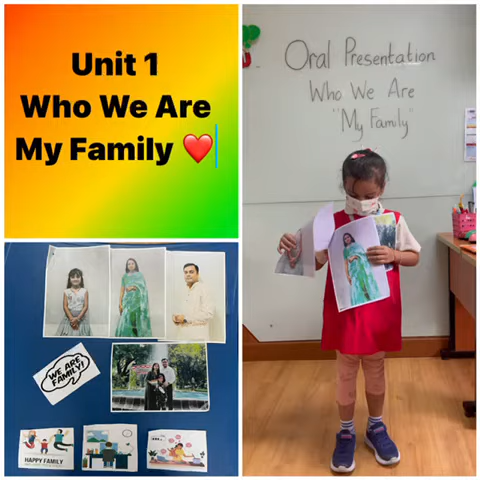 Unit 1
Who We Are
My Family ❤️
Oral Presentation
Who We Are
"My Family"
WE ARE
FAMILY!
HAPPY FAMILY